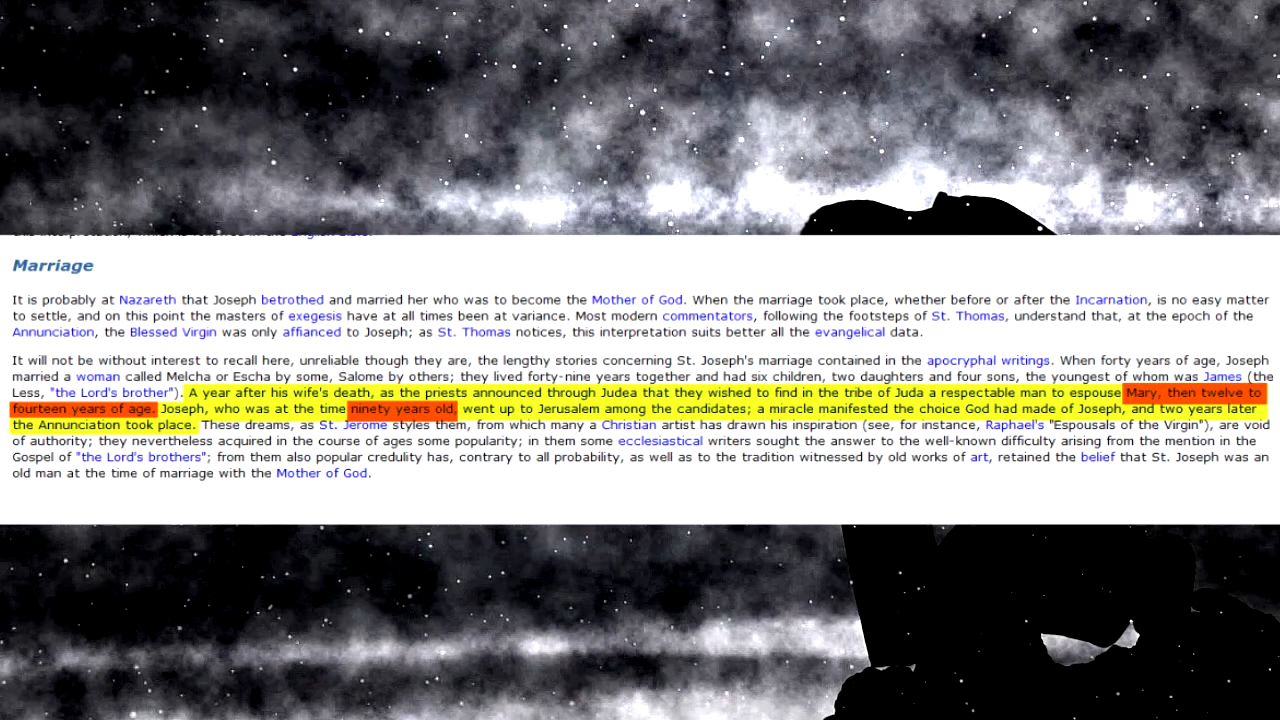 Marriage
It is probably at Nazareth that Joseph betrothed and married her who was to become the Mother of God. When the marriage took place, whether before or after the Incarnation, is no easy matter
to settle, and on this point the masters of exegesis have at all times been at variance. Most modern commentators, following the footsteps of St. Thomas, understand that, at the epoch of the
Annunciation, the Blessed Virgin was only affianced to Joseph; as St. Thomas notices, this interpretation suits better all the evangelical data.
It will not be without interest to recall here, unreliable though they are, the lengthy stories concerning St. Joseph's marriage contained in the apocryphal writings. When forty years of age, Joseph
married a woman called Melcha or Escha by some, Salome by others; they lived forty-nine years together and had six children, two daughters and four sons, the youngest of whom was James (the
Less, "the Lord's brother"). A year after his wife's death, as the priests announced through Judea that they wished to find in the tribe of Juda a respectable man to espouse Mary, then twelve to
fourteen years of age. Joseph, who was at the time ninety years old, went up to Jerusalem among the candidates; a miracle manifested the choice God had made of Joseph, and two years later
the Annunciation took place. These dreams, as St. Jerome styles them, from which many a Christian artist has drawn his inspiration (see, for instance, Raphael's "Espousals of the Virgin"), are void
of authority; they nevertheless acquired in the course of ages some popularity; in them some ecclesiastical writers sought the answer to the well-known difficulty arising from the mention in the
Gospel of "the Lord's brothers"; from them also popular credulity has, contrary to all probability, as well as to the tradition witnessed by old works of art, retained the belief that St. Joseph was an
old man at the time of marriage with the Mother of God.